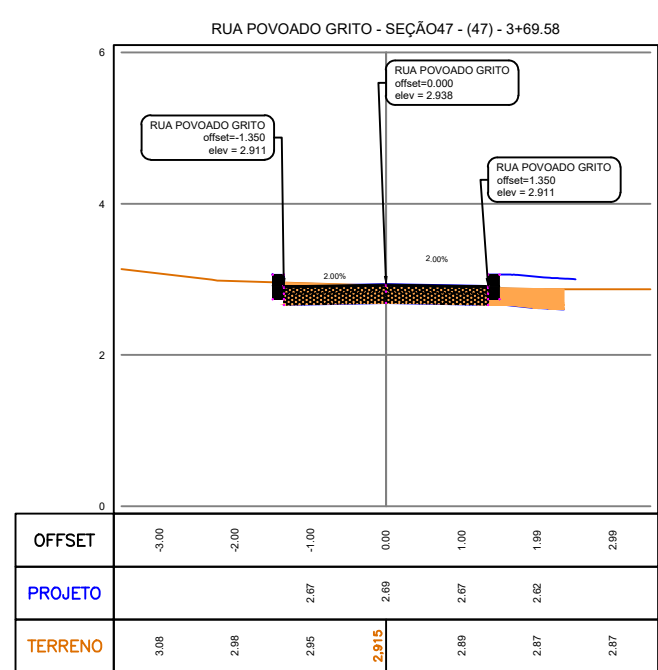 RUA POVOADO GRITO - SEÇÃO47 - (47) - 3+69.58
6
RUA POVOADO GRITO
offset=0.000
elev = 2.938
RUA POVOADO GRITO
offset=-1.350
elev = 2.911
RUA POVOADO GRITO
offset=1.350
elev = 2.911
4
2.00%
2.00%
2
0
OFFSET -3.00 -2.00 -1.00 0.00 1.00 1.99 2.99
PROJETO 2.67 2.69 2.67 2.62
TERRENO 3.08 2.98 2.95 2,915 2.89 2.87 2.87